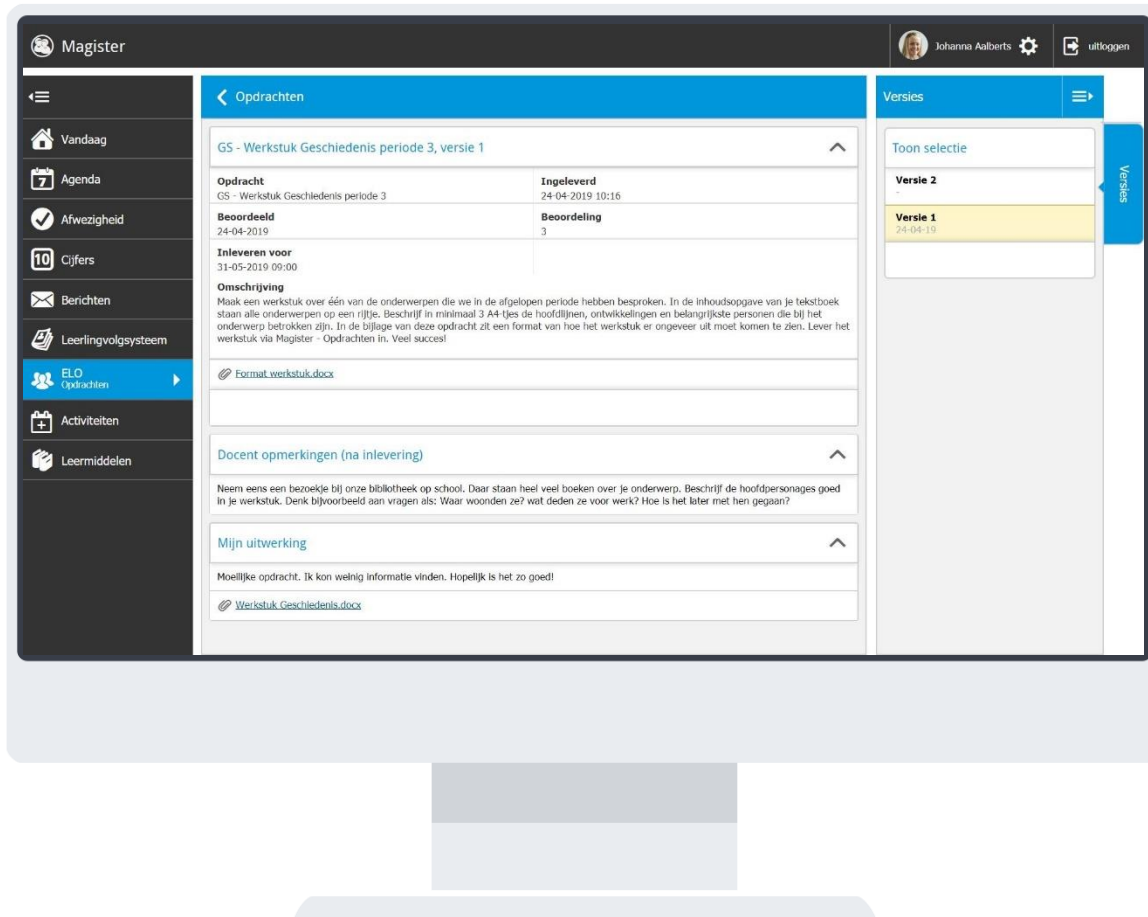 Magister
Johanna Aalberts
uitloggen
Vandaag
7
Agenda
Afwezigheid
10
Cijfers
Berichten
Leerlingvolgsysteem
ELO
Opdrachten
Activiteiten
Leermiddelen
Opdrachten
GS - Werkstuk Geschiedenis periode 3, versie 1
Opdracht
GS - Werkstuk Geschiedenis periode 3
Ingeleverd
24-04-2019 10:16
Beoordeeld
24-04-2019
Beoordeling
3
Inleveren voor
31-05-2019 09:00
Omschrijving
Maak een werkstuk over één van de onderwerpen die we in de afgelopen periode hebben besproken. In de inhoudsopgave van je tekstboek
staan alle onderwerpen op een rijtje. Beschrijf in minimaal 3 A4-tjes de hoofdlijnen, ontwikkelingen en belangrijkste personen die bij het
onderwerp betrokken zijn. In de bijlage van deze opdracht zit een format van hoe het werkstuk er ongeveer uit moet komen te zien. Lever het
werkstuk via Magister - Opdrachten in. Veel succes!
Format werkstuk.docx
Docent opmerkingen (na inlevering)
Neem eens een bezoekje bij onze bibliotheek op school. Daar staan heel veel boeken over je onderwerp. Beschrijf de hoofdpersonages goed
in je werkstuk. Denk bijvoorbeeld aan vragen als: Waar woonden ze? wat deden ze voor werk? Hoe is het later met hen gegaan?
Mijn uitwerking
Moeilijke opdracht. Ik kon weinig informatie vinden. Hopelijk is het zo goed!
Werkstuk Geschiedenis.docx
Versies
Toon selectie
Versie 2
-
Versie 1
24-04-19
Versies